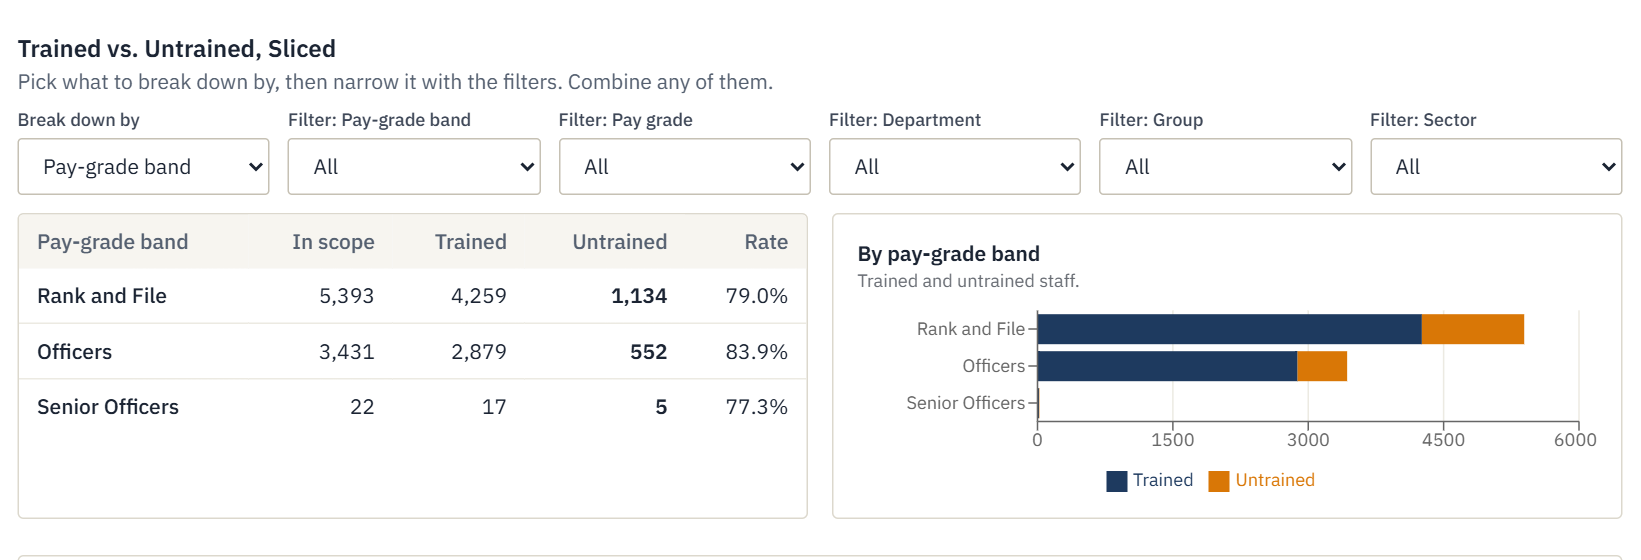 Trained vs. Untrained, Sliced
Pick what to break down by, then narrow it with the filters. Combine any of them.
Break down by Filter: Pay-grade band Filter: Pay grade Filter: Department Filter: Group Filter: Sector
Pay-grade band All All All All All
Pay-grade band In scope Trained Untrained Rate
Rank and File 5,393 4,259 1,134 79.0%
Officers 3,431 2,879 552 83.9%
Senior Officers 22 17 5 77.3%
By pay-grade band
Trained and untrained staff.
Rank and File
Officers
Senior Officers
0 1500 3000 4500 6000
Trained Untrained